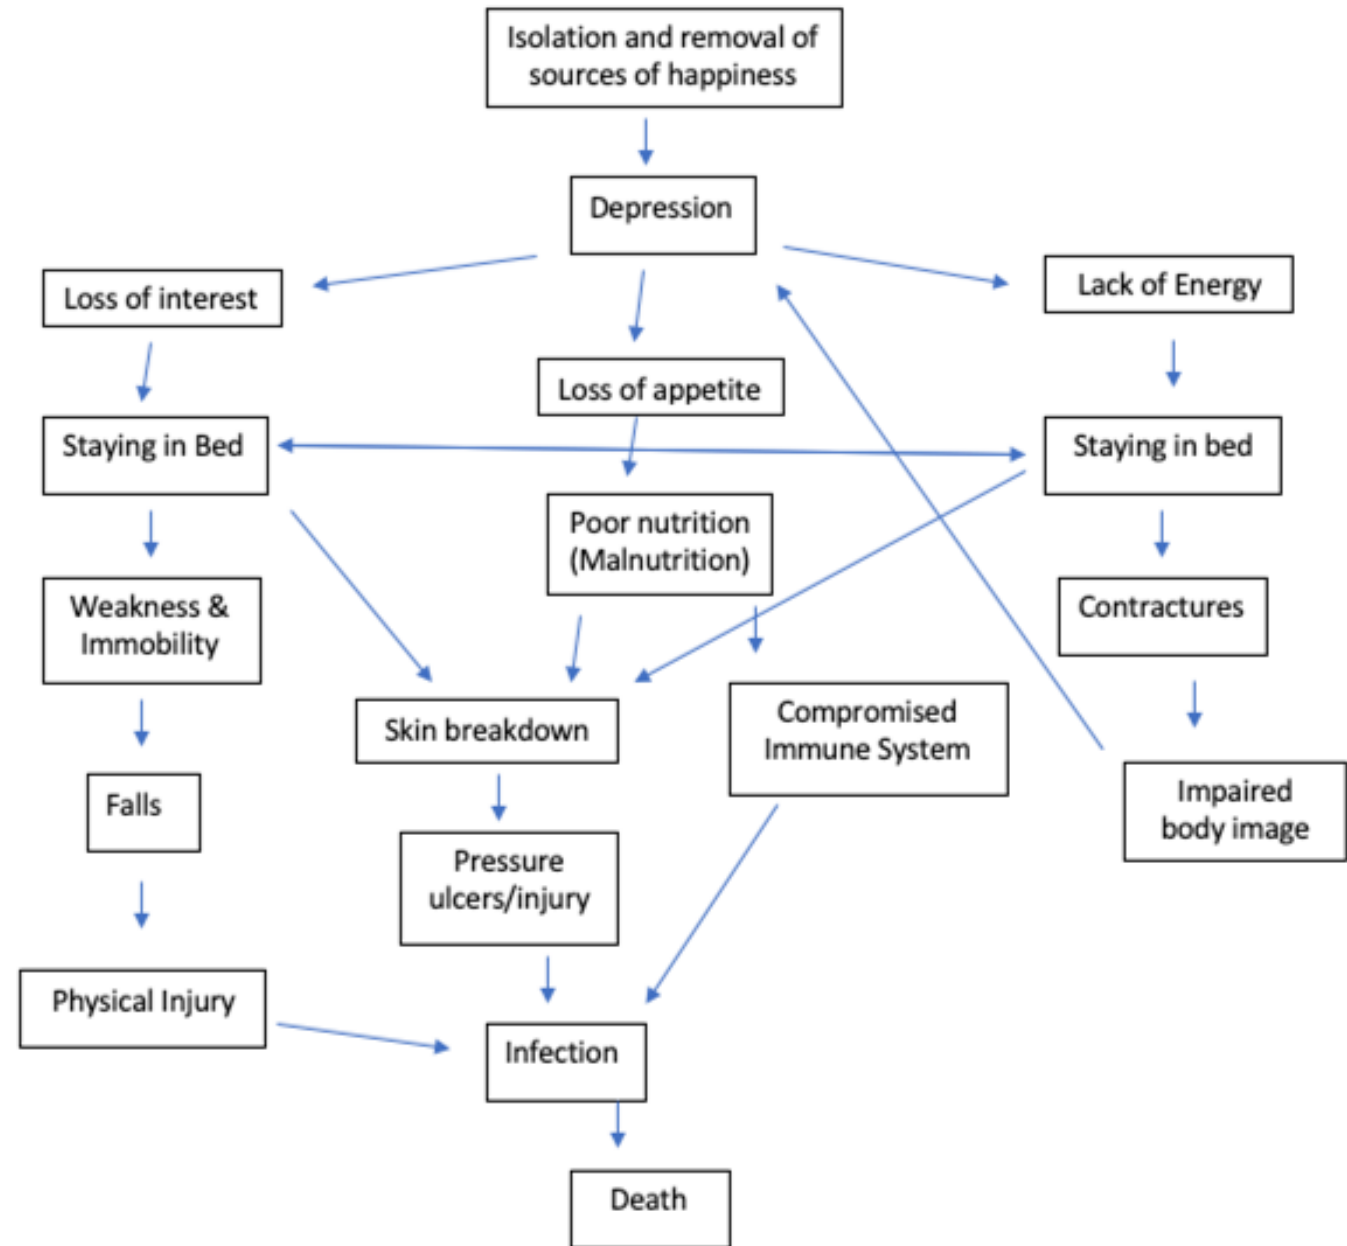 Isolation and removal of
sources of happiness
Depression
Loss of interest
Lack of Energy
Loss of appetite
Staying in Bed
Staying in bed
Poor nutrition
(Malnutrition)
Weakness &
Immobility
Contractures
Skin breakdown
Compromised
Immune System
Falls
Impaired
body image
Pressure
ulcers/injury
Physical Injury
Infection
Death